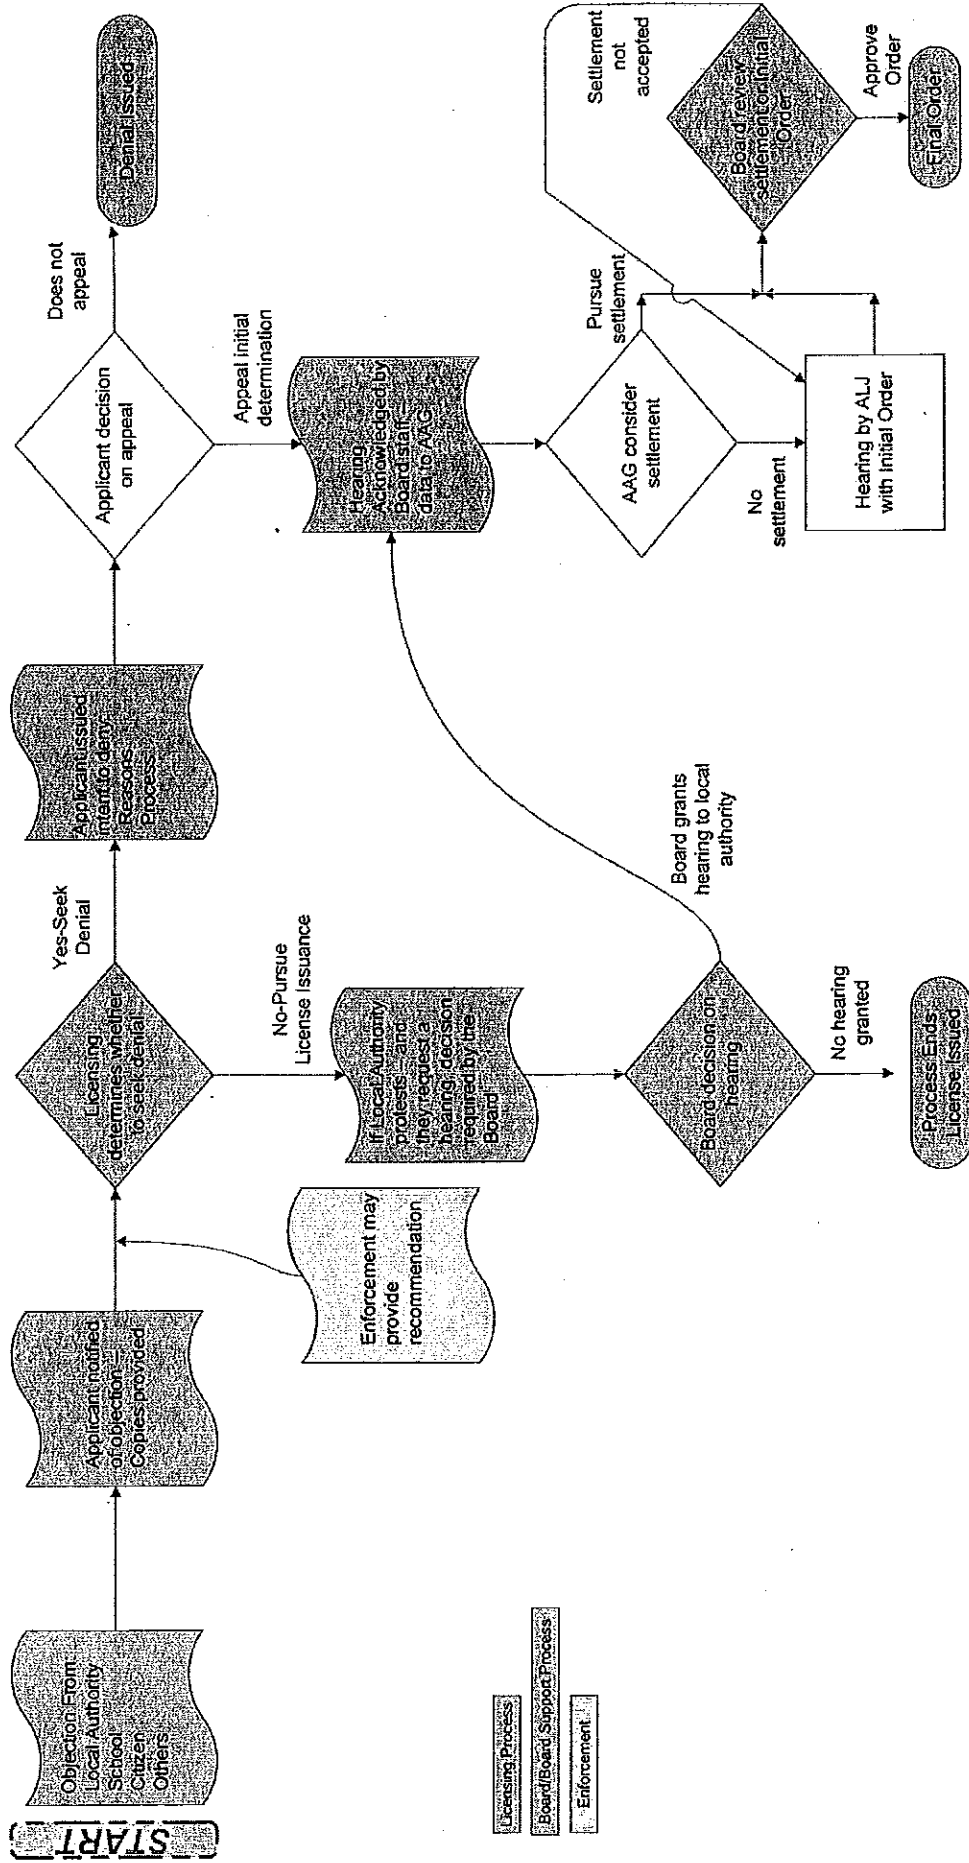 START
Objection From:
Local Authority
School
Citizen
Others
Applicant notified
of objection—
Copies provided
Enforcement may
provide
recommendation
Licensing
determines whether
to seek denial
Yes-Seek
Denial
No-Pursue
License Issuance
Applicant issued
intent to deny-
Reasons
Process
Applicant decision
on appeal
Does not
appeal
Denial Issued
Appeal initial
determination
If Local Authority
protests—and
they request a
hearing, decision
required by the
Board
Board decision on
hearing
Board grants
hearing to local
authority
No hearing
granted
Process Ends
License Issued
Hearing
Acknowledged by
Board staff—
data to AAG
AAG consider
settlement
Pursue
settlement
No
settlement
Hearing by ALJ
with Initial Order
Settlement
not
accepted
Board review
settlement or Initial
Order
Approve
Order
Final Order
Licensing Process
Board/Board Support Process
Enforcement